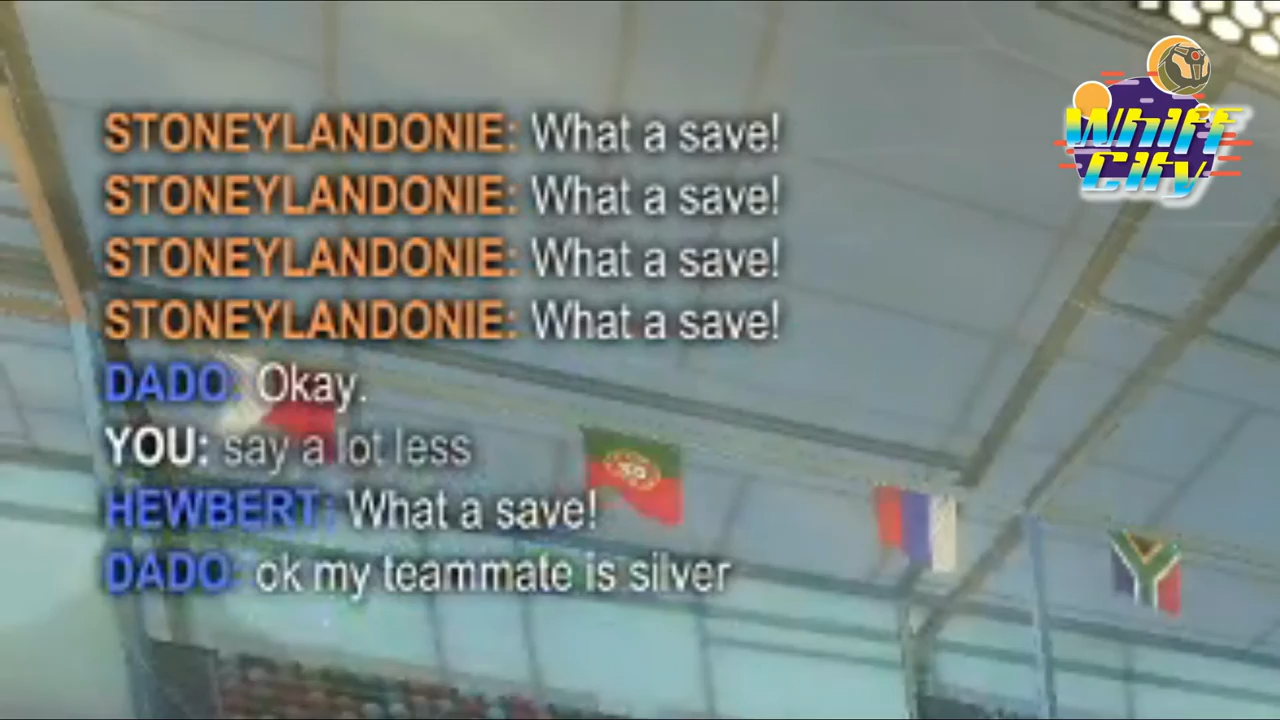 Whiff
City
STONEYLANDONIE: What a save!
STONEYLANDONIE: What a save!
STONEYLANDONIE: What a save!
STONEYLANDONIE: What a save!
DADO: Okay.
YOU: say a lot less
HEWBERT: What a save!
DADO: ok my teammate is silver